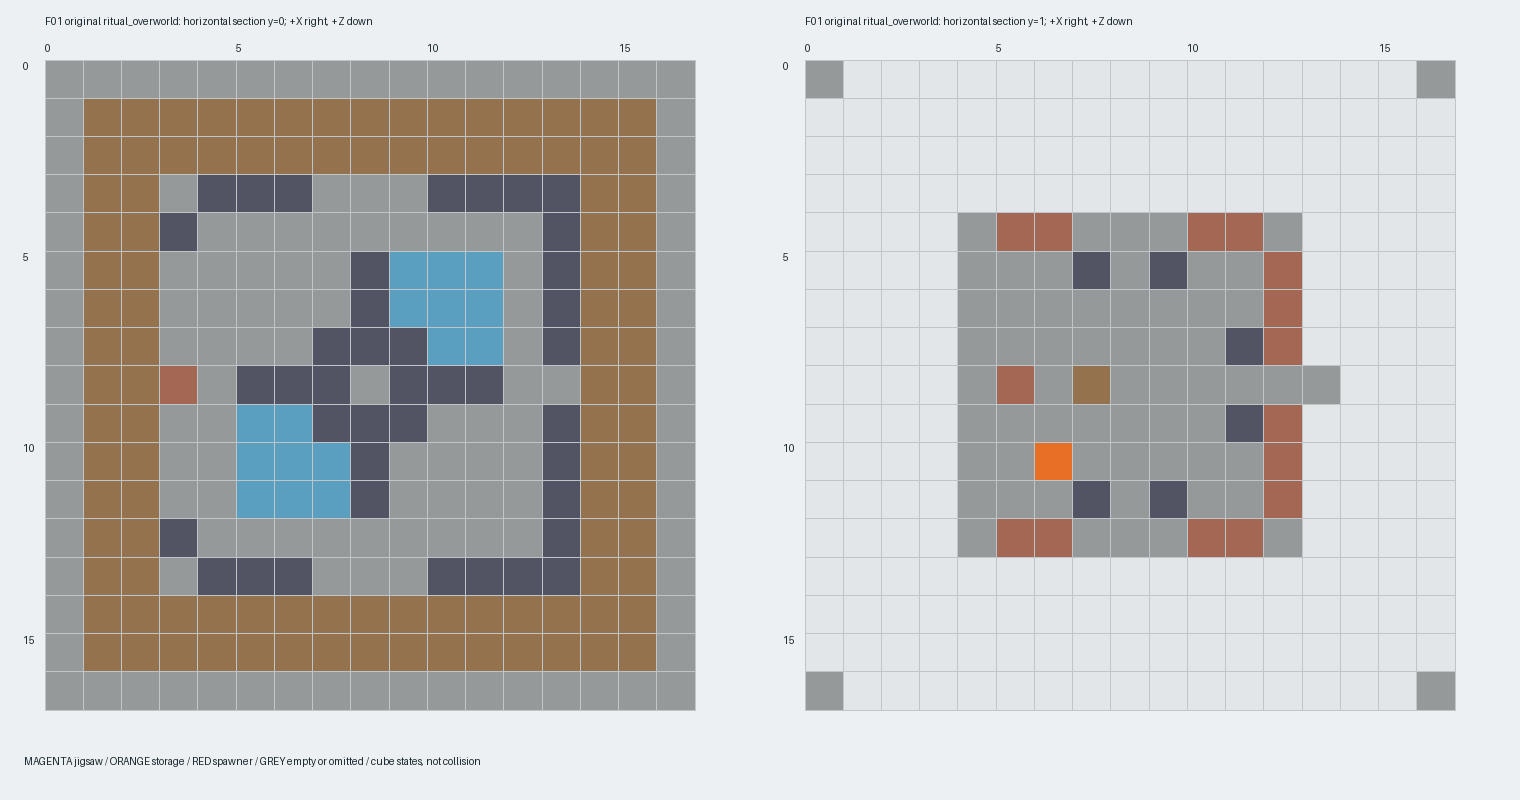 F01 original ritual_overworld: horizontal section y=0; +X right, +Z down
F01 original ritual_overworld: horizontal section y=1; +X right, +Z down
0 5 10 15
0 5 10 15
0 0
5 5
10 10
15 15
MAGENTA jigsaw / ORANGE storage / RED spawner / GREY empty or omitted / cube states, not collision